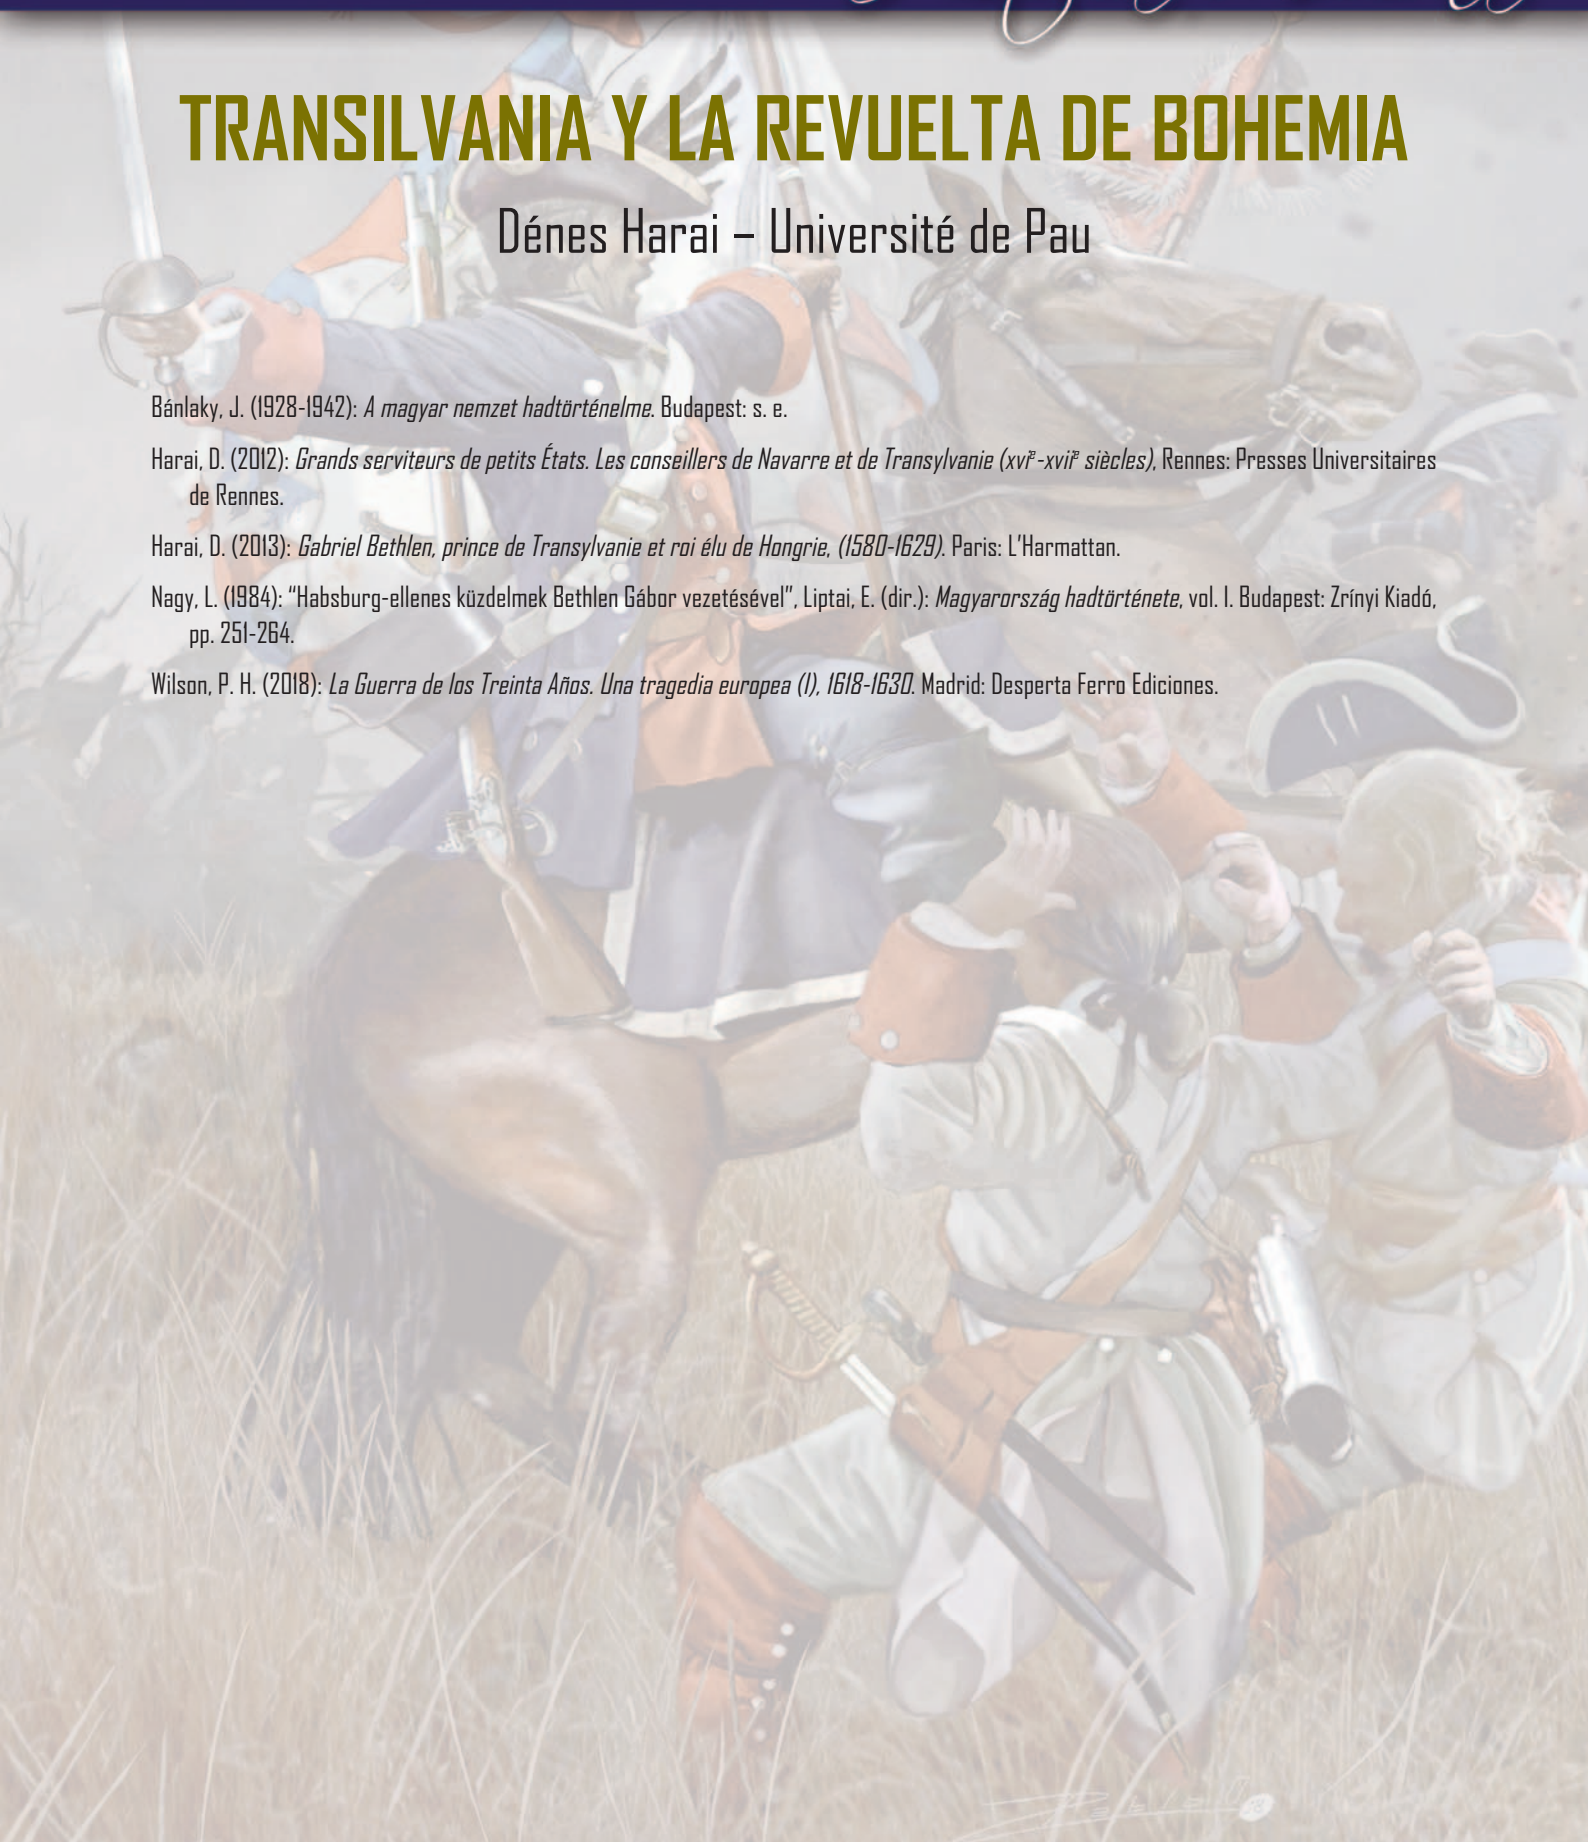 TRANSILVANIA Y LA REVUELTA DE BOHEMIA
Dénes Harai – Université de Pau
Bánlaky, J. (1928-1942): A magyar nemzet hadtörténelme. Budapest: s. e.
Harai, D. (2012): Grands serviteurs de petits États. Les conseillers de Navarre et de Transylvanie (xviᵉ-xviiᵉ siècles), Rennes: Presses Universitaires
de Rennes.
Harai, D. (2013): Gabriel Bethlen, prince de Transylvanie et roi élu de Hongrie, (1580-1629). Paris: L'Harmattan.
Nagy, L. (1984): “Habsburg-ellenes küzdelmek Bethlen Gábor vezetésével”, Liptai, E. (dir.): Magyarország hadtörténete, vol. I. Budapest: Zrínyi Kiadó,
pp. 251-264.
Wilson, P. H. (2018): La Guerra de los Treinta Años. Una tragedia europea (I), 1618-1630. Madrid: Desperta Ferro Ediciones.